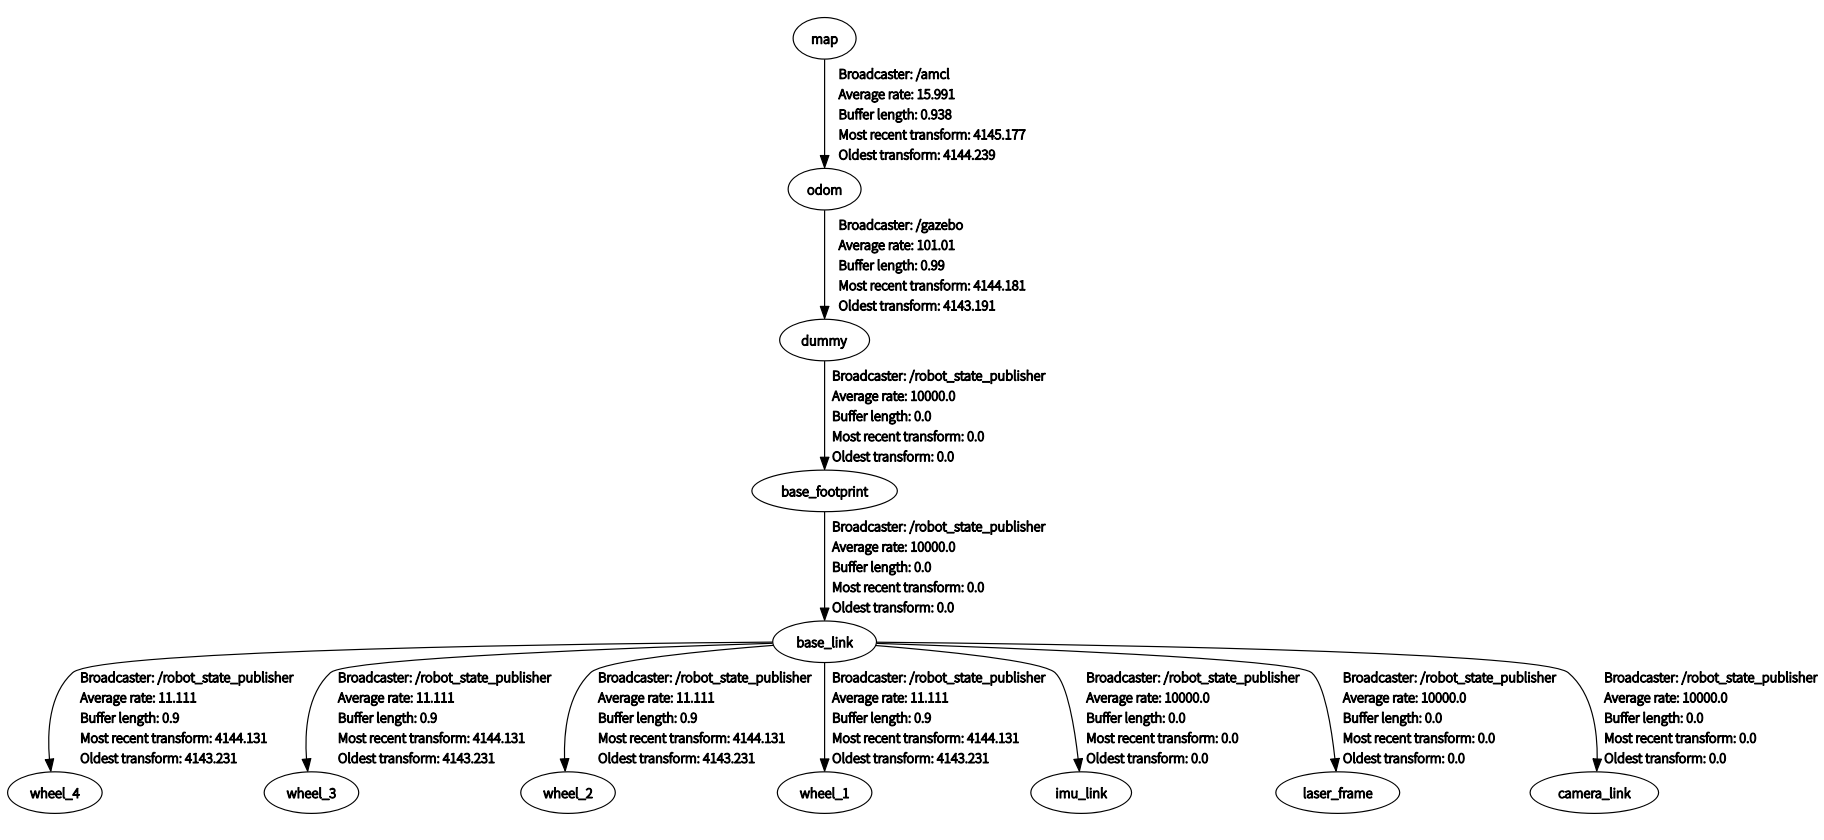 map
Broadcaster: /amcl
Average rate: 15.991
Buffer length: 0.938
Most recent transform: 4145.177
Oldest transform: 4144.239
odom
Broadcaster: /gazebo
Average rate: 101.01
Buffer length: 0.99
Most recent transform: 4144.181
Oldest transform: 4143.191
dummy
Broadcaster: /robot_state_publisher
Average rate: 10000.0
Buffer length: 0.0
Most recent transform: 0.0
Oldest transform: 0.0
base_footprint
Broadcaster: /robot_state_publisher
Average rate: 10000.0
Buffer length: 0.0
Most recent transform: 0.0
Oldest transform: 0.0
base_link
Broadcaster: /robot_state_publisher
Average rate: 11.111
Buffer length: 0.9
Most recent transform: 4144.131
Oldest transform: 4143.231
wheel_4
Broadcaster: /robot_state_publisher
Average rate: 11.111
Buffer length: 0.9
Most recent transform: 4144.131
Oldest transform: 4143.231
wheel_3
Broadcaster: /robot_state_publisher
Average rate: 11.111
Buffer length: 0.9
Most recent transform: 4144.131
Oldest transform: 4143.231
wheel_2
Broadcaster: /robot_state_publisher
Average rate: 11.111
Buffer length: 0.9
Most recent transform: 4144.131
Oldest transform: 4143.231
wheel_1
Broadcaster: /robot_state_publisher
Average rate: 10000.0
Buffer length: 0.0
Most recent transform: 0.0
Oldest transform: 0.0
imu_link
Broadcaster: /robot_state_publisher
Average rate: 10000.0
Buffer length: 0.0
Most recent transform: 0.0
Oldest transform: 0.0
laser_frame
Broadcaster: /robot_state_publisher
Average rate: 10000.0
Buffer length: 0.0
Most recent transform: 0.0
Oldest transform: 0.0
camera_link